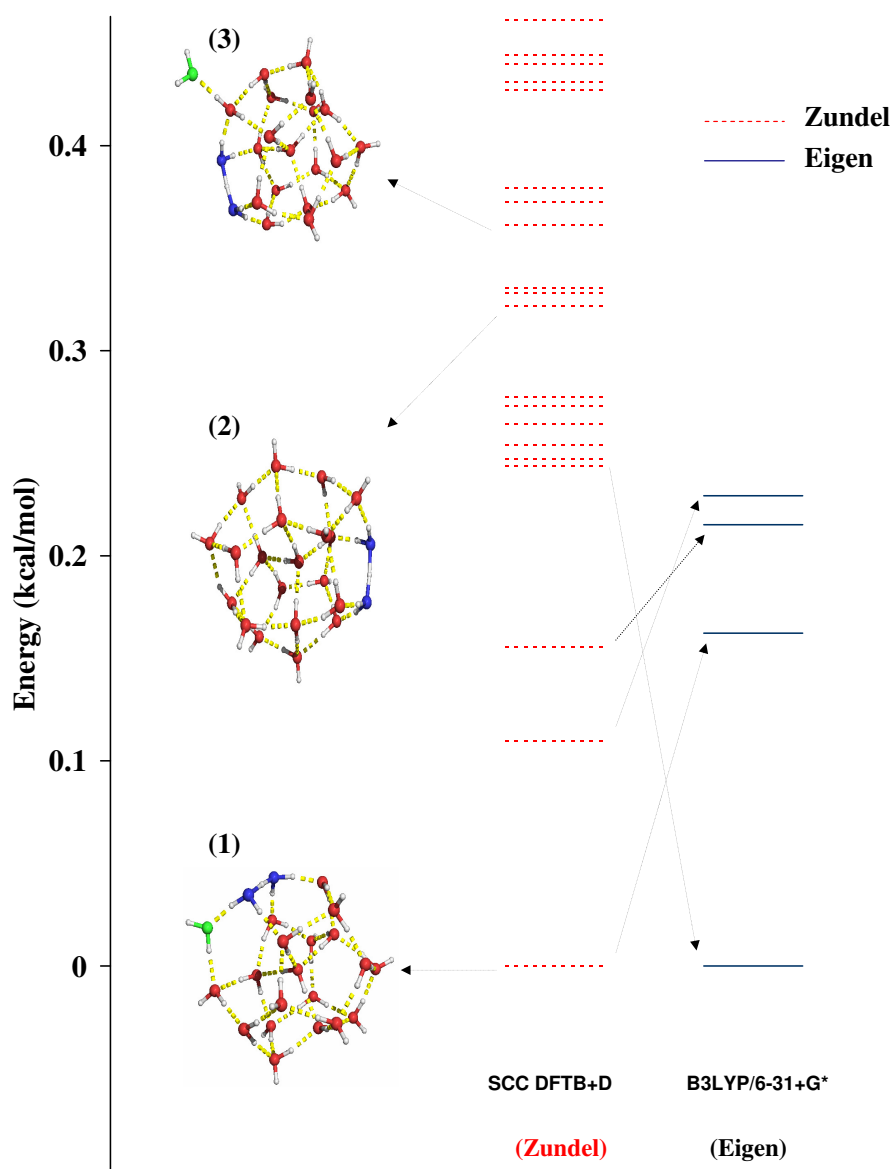 (3)
Zundel
0.4
Eigen
0.3
(2)
Energy (kcal/mol)
0.2
0.1
(1)
0
SCC DFTB+D
B3LYP/6-31+G*
(Zundel)
(Eigen)